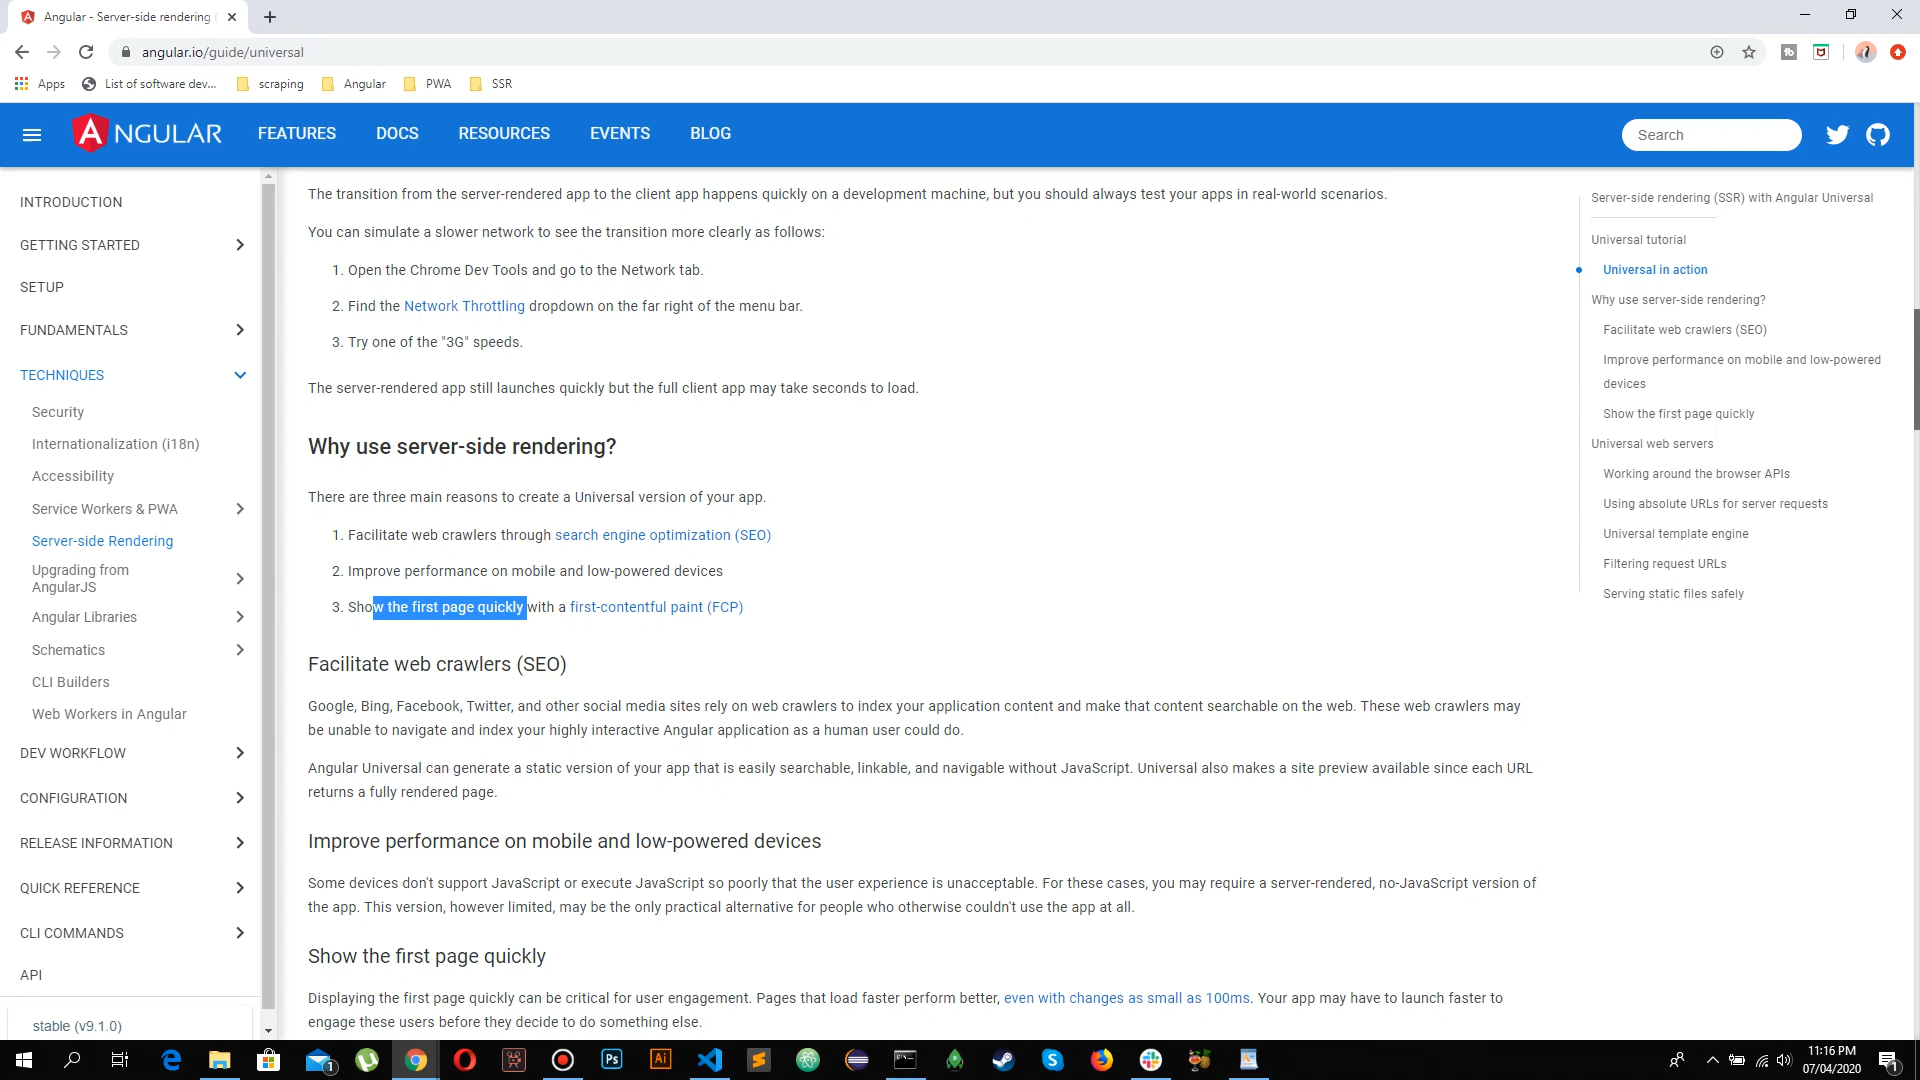 Angular - Server-side rendering (
angular.io/guide/universal
Apps
List of software dev...
scraping
Angular
PWA
SSR
NGULAR
FEATURES
DOCS
RESOURCES
EVENTS
BLOG
Search
INTRODUCTION
GETTING STARTED
SETUP
FUNDAMENTALS
TECHNIQUES
Security
Internationalization (i18n)
Accessibility
Service Workers & PWA
Server-side Rendering
Upgrading from
AngularJS
Angular Libraries
Schematics
CLI Builders
Web Workers in Angular
DEV WORKFLOW
CONFIGURATION
RELEASE INFORMATION
QUICK REFERENCE
CLI COMMANDS
API
stable (v9.1.0)
The transition from the server-rendered app to the client app happens quickly on a development machine, but you should always test your apps in real-world scenarios.
You can simulate a slower network to see the transition more clearly as follows:
1. Open the Chrome Dev Tools and go to the Network tab.
2. Find the Network Throttling dropdown on the far right of the menu bar.
3. Try one of the "3G" speeds.
The server-rendered app still launches quickly but the full client app may take seconds to load.
Why use server-side rendering?
There are three main reasons to create a Universal version of your app.
1. Facilitate web crawlers through search engine optimization (SEO)
2. Improve performance on mobile and low-powered devices
3. Show the first page quickly with a first-contentful paint (FCP)
Facilitate web crawlers (SEO)
Google, Bing, Facebook, Twitter, and other social media sites rely on web crawlers to index your application content and make that content searchable on the web. These web crawlers may
be unable to navigate and index your highly interactive Angular application as a human user could do.
Angular Universal can generate a static version of your app that is easily searchable, linkable, and navigable without JavaScript. Universal also makes a site preview available since each URL
returns a fully rendered page.
Improve performance on mobile and low-powered devices
Some devices don't support JavaScript or execute JavaScript so poorly that the user experience is unacceptable. For these cases, you may require a server-rendered, no-JavaScript version of
the app. This version, however limited, may be the only practical alternative for people who otherwise couldn't use the app at all.
Show the first page quickly
Displaying the first page quickly can be critical for user engagement. Pages that load faster perform better, even with changes as small as 100ms. Your app may have to launch faster to
engage these users before they decide to do something else.
Server-side rendering (SSR) with Angular Universal
Universal tutorial
Universal in action
Why use server-side rendering?
Facilitate web crawlers (SEO)
Improve performance on mobile and low-powered
devices
Show the first page quickly
Universal web servers
Working around the browser APIs
Using absolute URLs for server requests
Universal template engine
Filtering request URLs
Serving static files safely
1
Ps
Ai
11:16 PM
07/04/2020
1